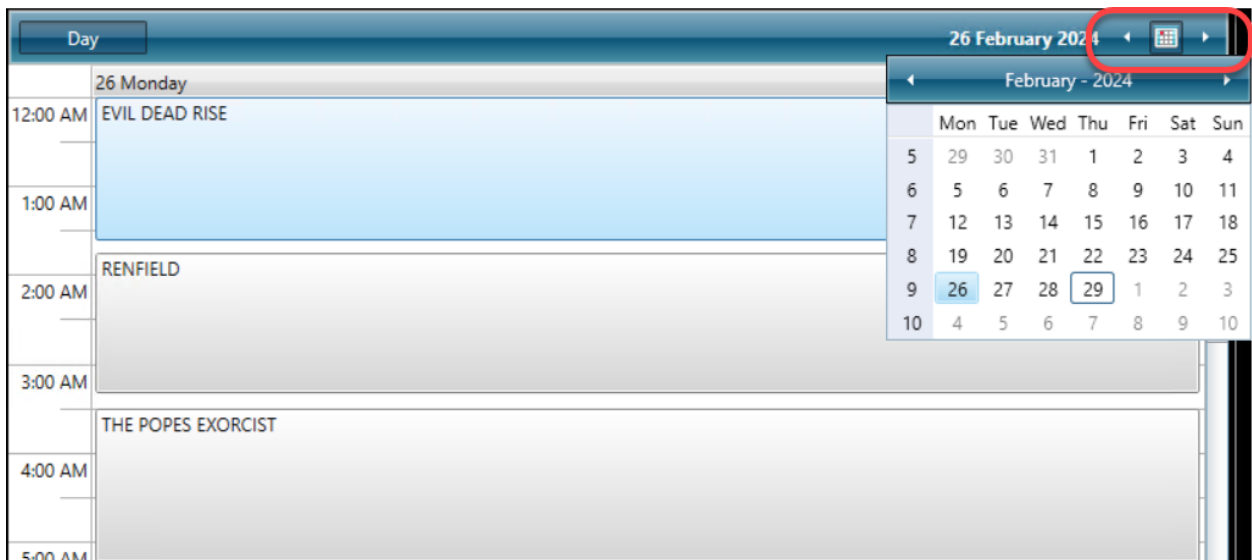 Day
26 February 2024
26 Monday
February - 2024
Mon Tue Wed Thu Fri Sat Sun
5 29 30 31 1 2 3 4
6 5 6 7 8 9 10 11
7 12 13 14 15 16 17 18
8 19 20 21 22 23 24 25
9 26 27 28 29 1 2 3
10 4 5 6 7 8 9 10
12:00 AM EVIL DEAD RISE
1:00 AM
RENFIELD
2:00 AM
3:00 AM
THE POPES EXORCIST
4:00 AM
5:00 AM